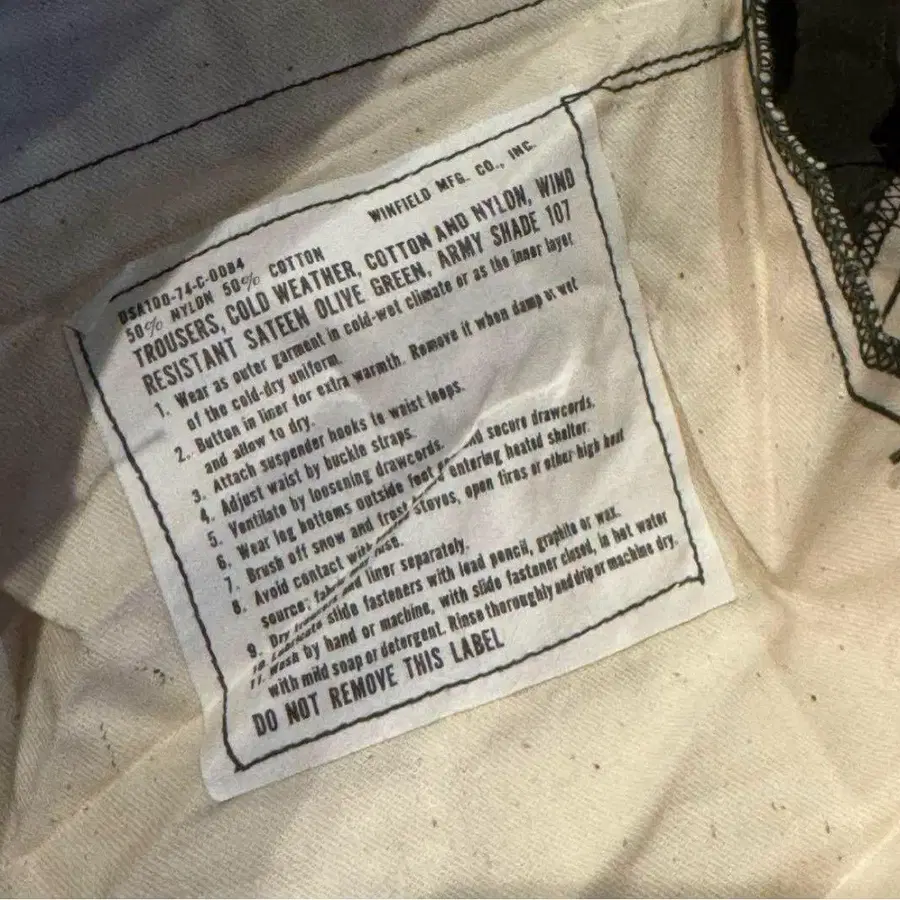 WINFIELD MFG. CO., INC.
DSA100-74-C-0084
50% NYLON 50% COTTON
TROUSERS, COLD WEATHER, COTTON AND NYLON, WIND
RESISTANT SATEEN OLIVE GREEN, ARMY SHADE 107
1. Wear as outer garment in cold-wet climate or as the inner layer
of the cold-dry uniform.
2. Button in liner for extra warmth. Remove it when damp or wet
and allow to dry.
3. Attach suspender hooks to waist loops.
4. Adjust waist by buckle straps.
5. Ventilate by loosening drawcords.
6. Wear leg bottoms outside foot and secure drawcords.
7. Brush off snow and frost entering heated shelter.
8. Avoid contact with stoves, open fires or other high heat
source;
9. Dry liner separately.
10. Lubricate slide fasteners with lead pencil, graphite or wax.
11. Wash by hand or machine, with slide fastener closed, in hot water
with mild soap or detergent. Rinse thoroughly and drip or machine dry.
DO NOT REMOVE THIS LABEL